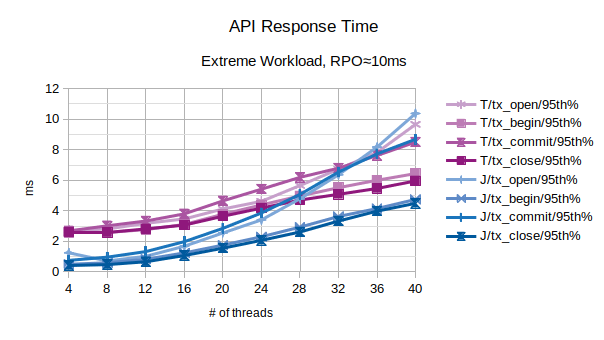 API Response Time
Extreme Workload, RPO≈10ms
12
10
8
6
4
2
0
ms
4 8 12 16 20 24 28 32 36 40
# of threads
T/tx_open/95th%
T/tx_begin/95th%
T/tx_commit/95th%
T/tx_close/95th%
J/tx_open/95th%
J/tx_begin/95th%
J/tx_commit/95th%
J/tx_close/95th%